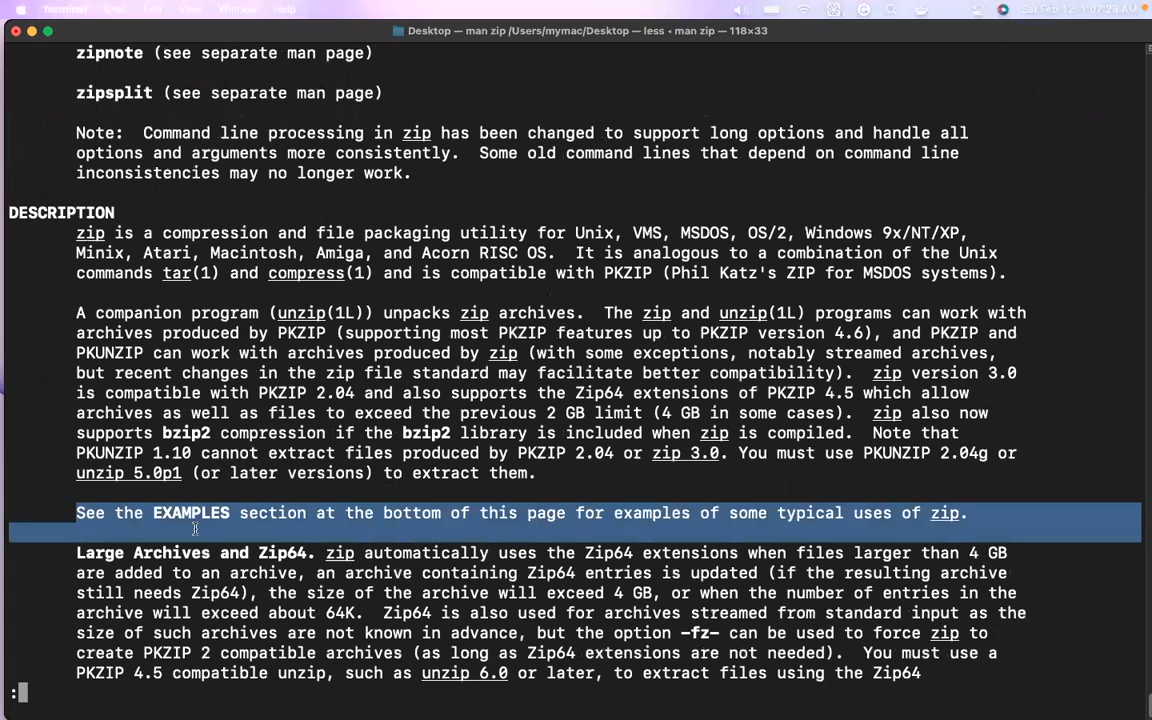 Terminal Shell Edit View Window Help
Sat Feb 12 1:07:29 AM
Desktop — man zip /Users/mymac/Desktop — less ◂ man zip — 118×33
zipnote (see separate man page)
zipsplit (see separate man page)
Note:  Command line processing in zip has been changed to support long options and handle all
options and arguments more consistently.  Some old command lines that depend on command line
inconsistencies may no longer work.
DESCRIPTION
zip is a compression and file packaging utility for Unix, VMS, MSDOS, OS/2, Windows 9x/NT/XP,
Minix, Atari, Macintosh, Amiga, and Acorn RISC OS.  It is analogous to a combination of the Unix
commands tar(1) and compress(1) and is compatible with PKZIP (Phil Katz's ZIP for MSDOS systems).
A companion program (unzip(1L)) unpacks zip archives.  The zip and unzip(1L) programs can work with
archives produced by PKZIP (supporting most PKZIP features up to PKZIP version 4.6), and PKZIP and
PKUNZIP can work with archives produced by zip (with some exceptions, notably streamed archives,
but recent changes in the zip file standard may facilitate better compatibility).  zip version 3.0
is compatible with PKZIP 2.04 and also supports the Zip64 extensions of PKZIP 4.5 which allow
archives as well as files to exceed the previous 2 GB limit (4 GB in some cases).  zip also now
supports bzip2 compression if the bzip2 library is included when zip is compiled.  Note that
PKUNZIP 1.10 cannot extract files produced by PKZIP 2.04 or zip 3.0. You must use PKUNZIP 2.04g or
unzip 5.0p1 (or later versions) to extract them.
See the EXAMPLES section at the bottom of this page for examples of some typical uses of zip.
Large Archives and Zip64. zip automatically uses the Zip64 extensions when files larger than 4 GB
are added to an archive, an archive containing Zip64 entries is updated (if the resulting archive
still needs Zip64), the size of the archive will exceed 4 GB, or when the number of entries in the
archive will exceed about 64K.  Zip64 is also used for archives streamed from standard input as the
size of such archives are not known in advance, but the option -fz- can be used to force zip to
create PKZIP 2 compatible archives (as long as Zip64 extensions are not needed).  You must use a
PKZIP 4.5 compatible unzip, such as unzip 6.0 or later, to extract files using the Zip64
: